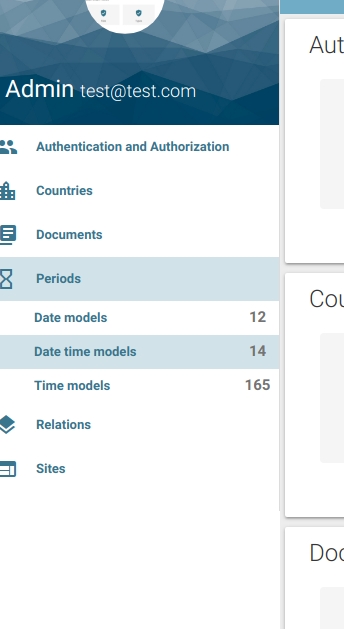 Admin test@test.com
Authentication and Authorization
Countries
Documents
Periods
Date models 12
Date time models 14
Time models 165
Relations
Sites
Aut
Cou
Doc